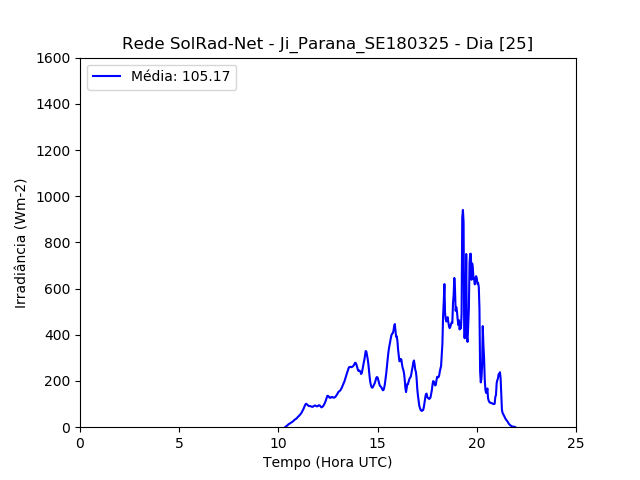 Rede SolRad-Net - Ji_Parana_SE180325 - Dia [25]
Média: 105.17
1600
1400
1200
1000
800
600
400
200
0
Irradiância (Wm-2)
0 5 10 15 20 25
Tempo (Hora UTC)